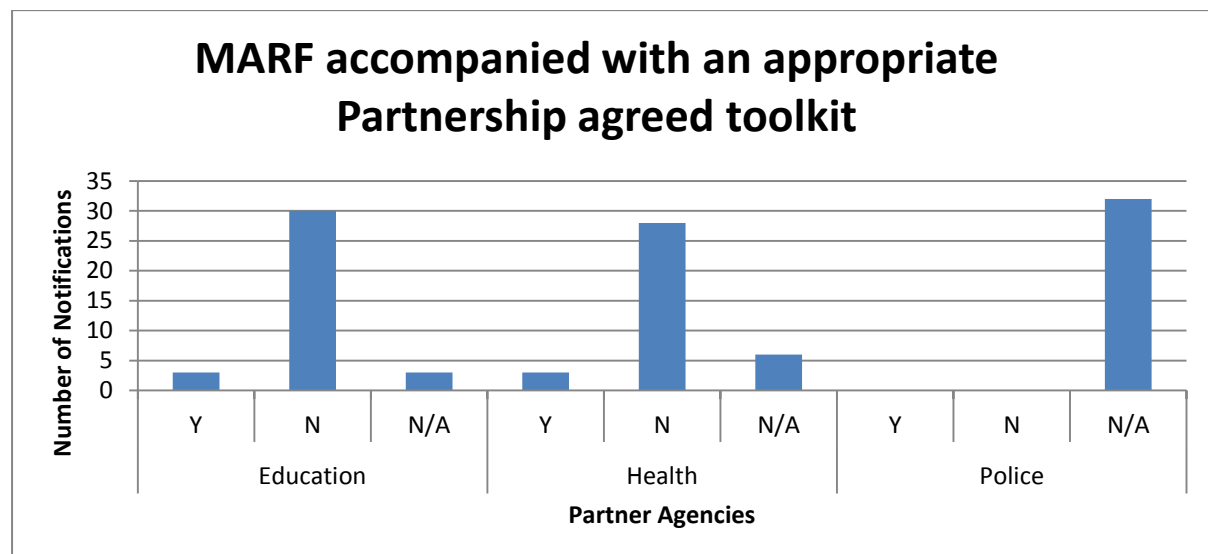 MARF accompanied with an appropriate
Partnership agreed toolkit
Number of Notifications
35
30
25
20
15
10
5
0
Y N N/A Y N N/A Y N N/A
Education Health Police
Partner Agencies